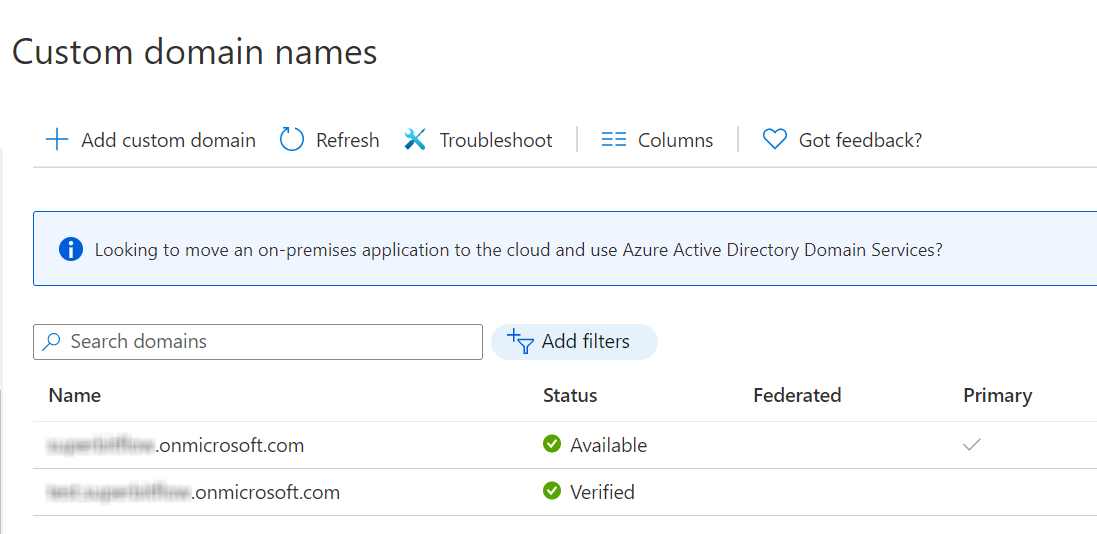 Custom domain names
Add custom domain Refresh Troubleshoot Columns Got feedback?
Looking to move an on-premises application to the cloud and use Azure Active Directory Domain Services?
Search domains Add filters
Name Status Federated Primary
.onmicrosoft.com Available
.onmicrosoft.com Verified